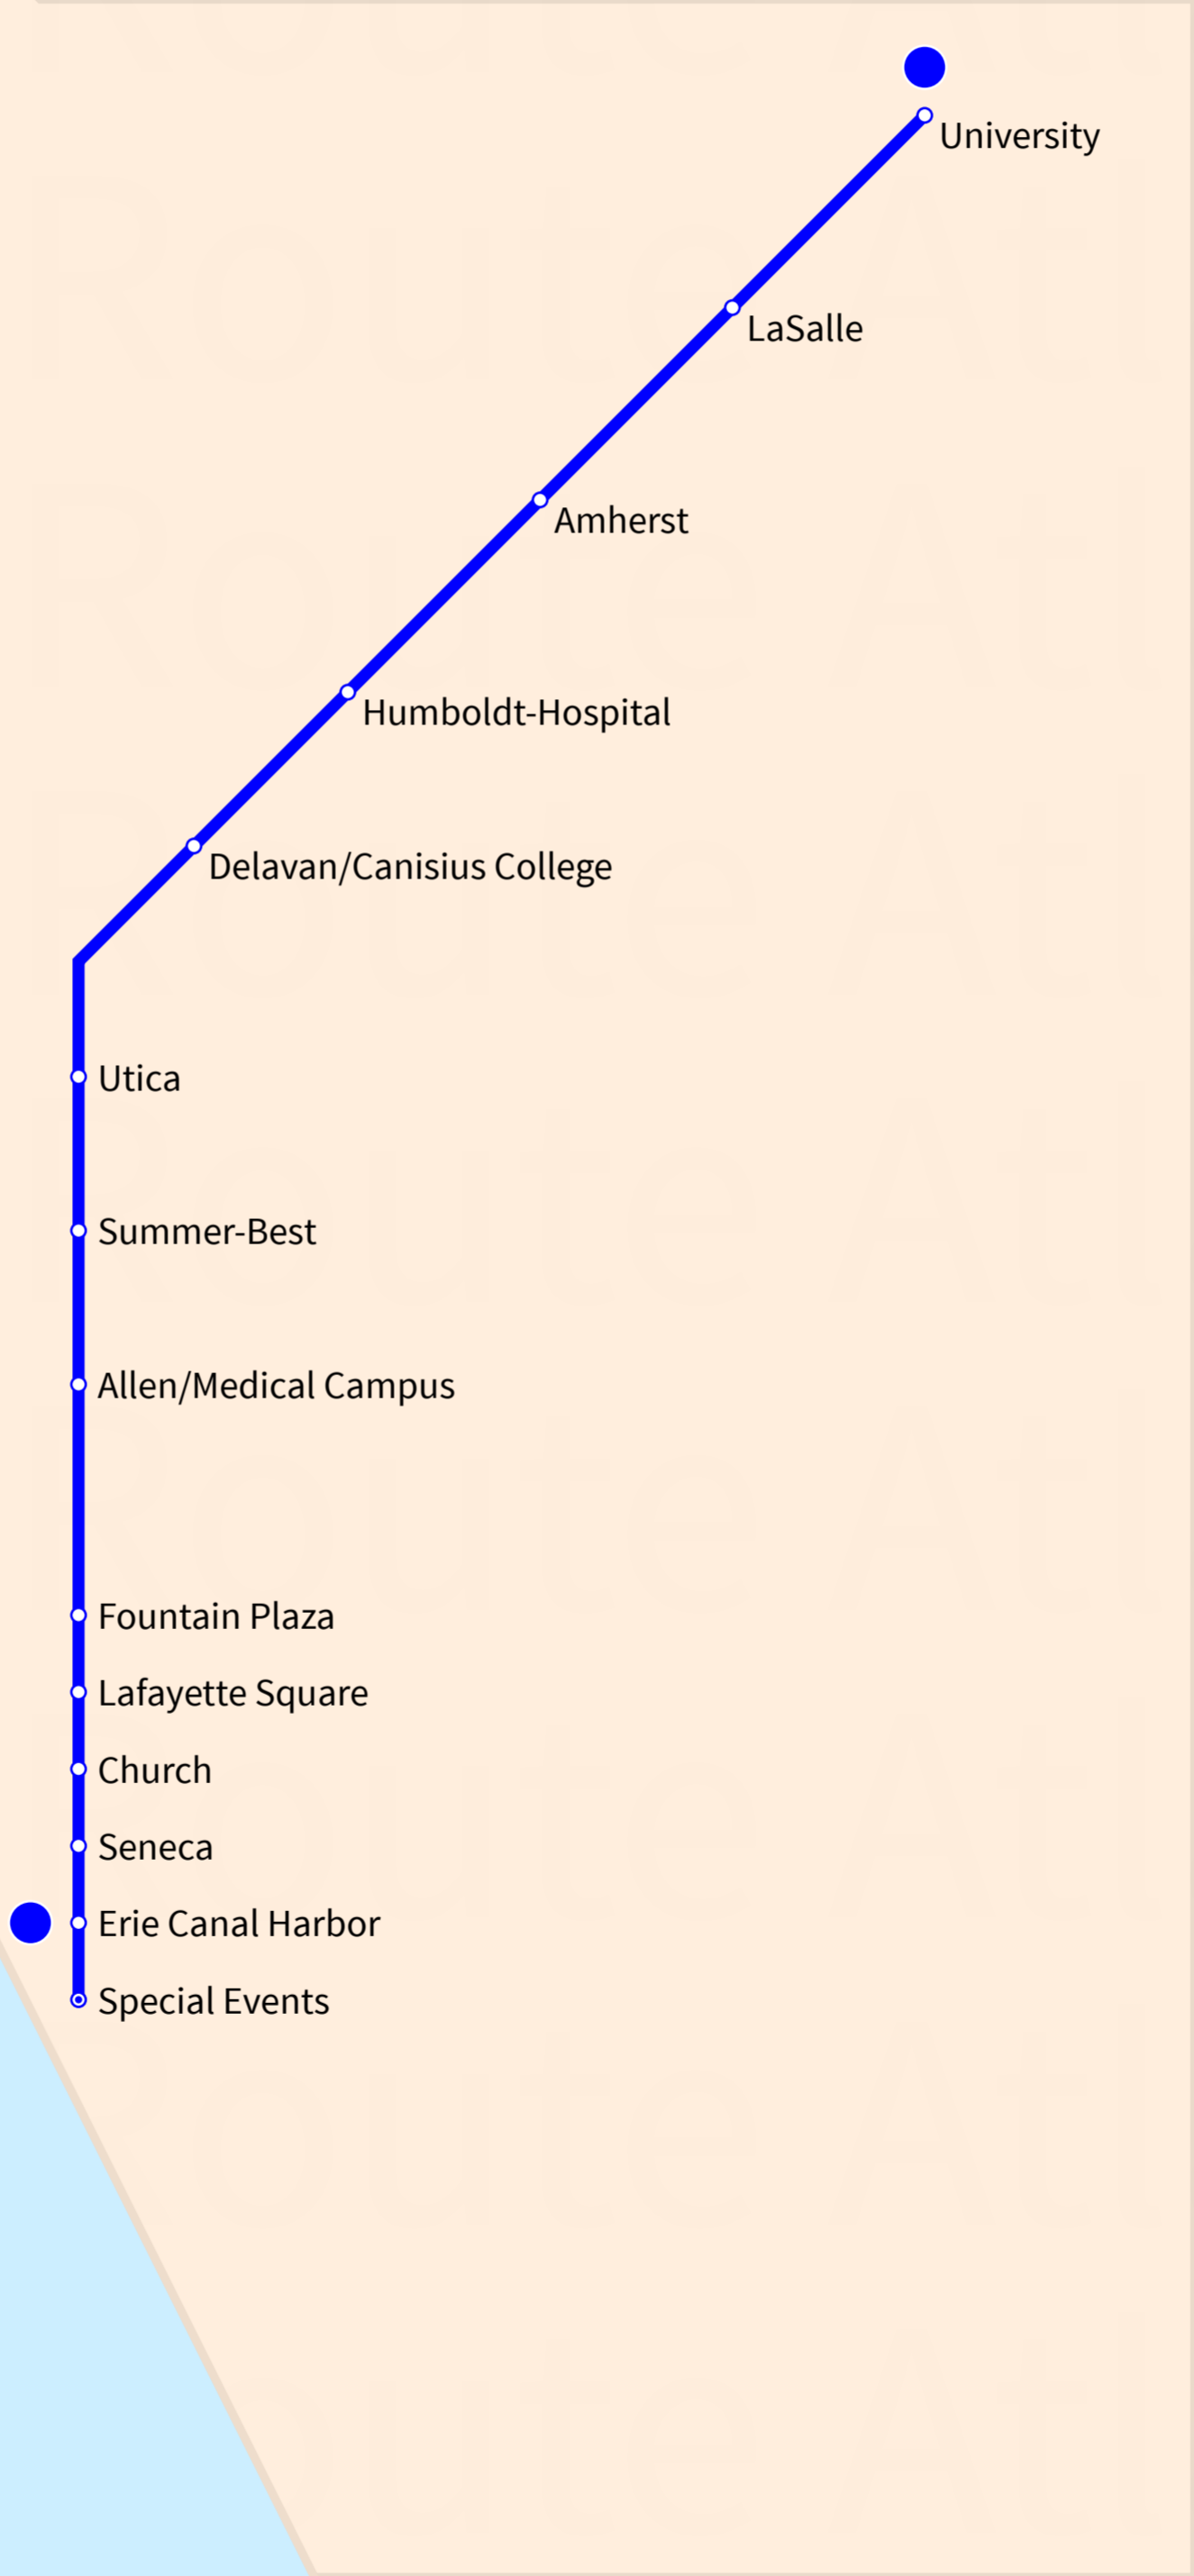 University
LaSalle
Amherst
Humboldt-Hospital
Delavan/Canisius College
Utica
Summer-Best
Allen/Medical Campus
Fountain Plaza
Lafayette Square
Church
Seneca
Erie Canal Harbor
Special Events